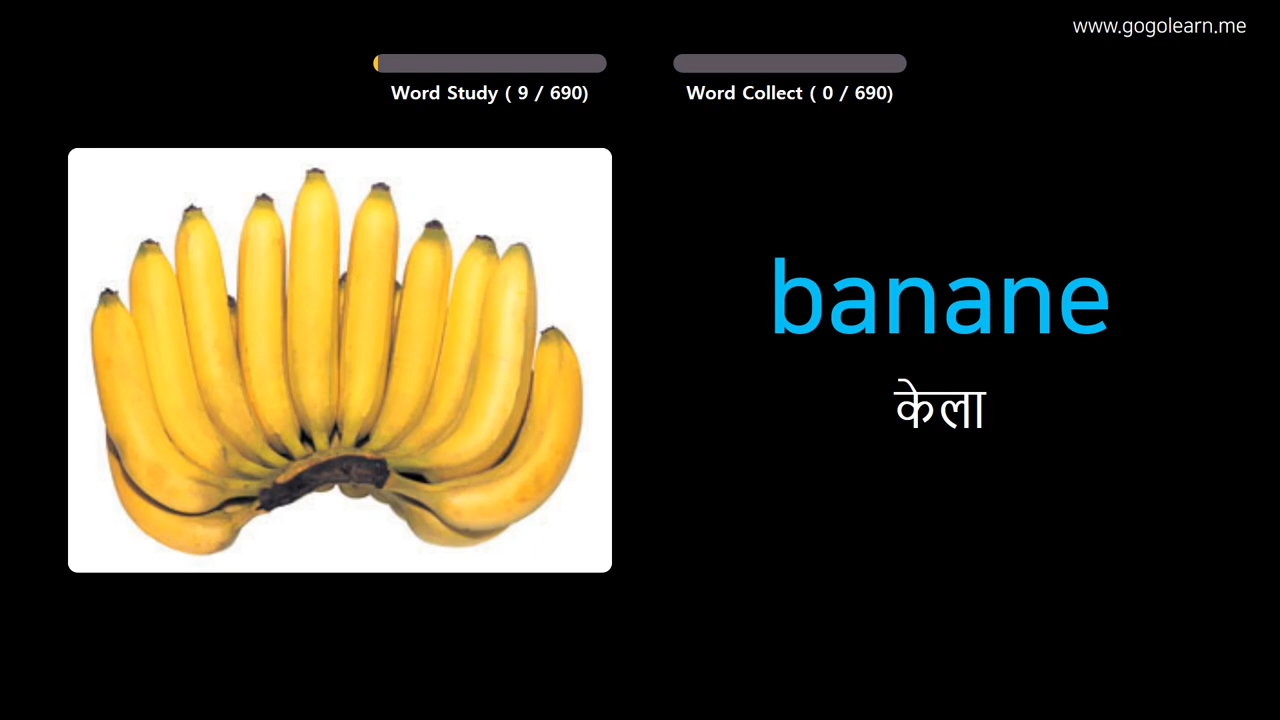 www.gogolearn.me
Word Study ( 9 / 690)
Word Collect ( 0 / 690)
banane
केला